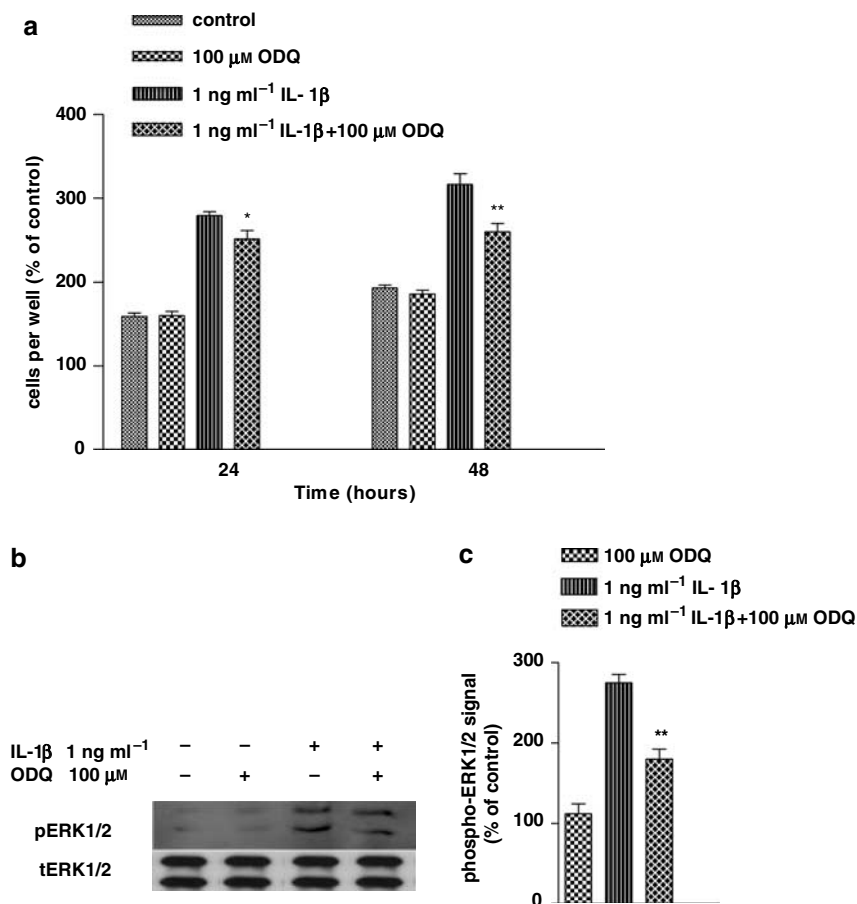 a
control
100 μM ODQ
1 ng ml⁻¹ IL- 1β
1 ng ml⁻¹ IL-1β+100 μM ODQ
cells per well (% of control)
400
300
200
100
0
*
**
24
48
Time (hours)
b
IL-1β 1 ng ml⁻¹ – – + +
ODQ 100 μM – + – +
pERK1/2
tERK1/2
c
100 μM ODQ
1 ng ml⁻¹ IL- 1β
1 ng ml⁻¹ IL-1β+100 μM ODQ
phospho-ERK1/2 signal
(% of control)
300
200
100
0
**